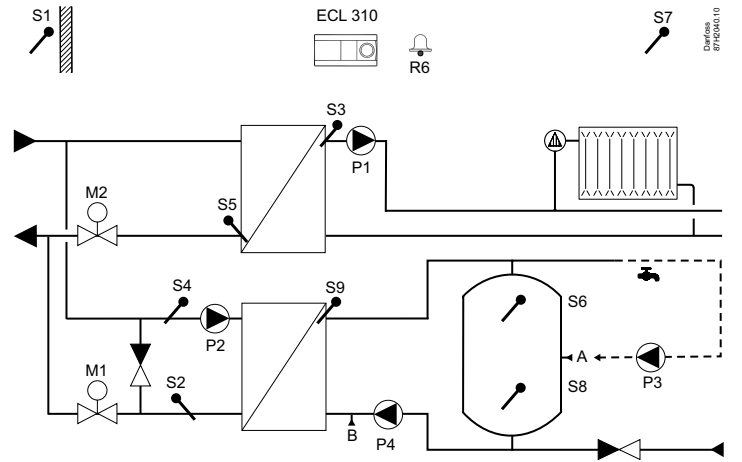 S1
ECL 310
S7
R6
Danfoss
87H2040.10
S3
P1
M2
S5
S4
S9
S6
P2
A
M1
S2
S8
P3
B
P4